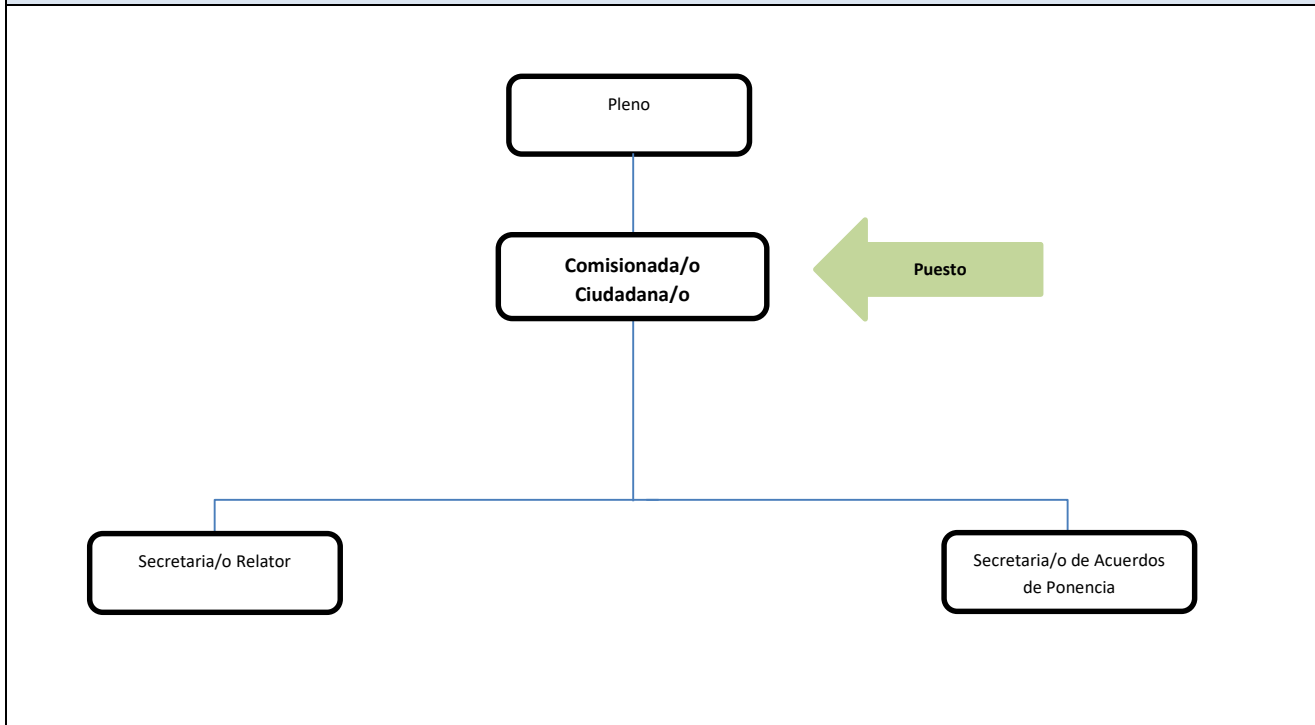 Pleno
Comisionada/o
Ciudadana/o
Puesto
Secretaria/o Relator
Secretaria/o de Acuerdos
de Ponencia